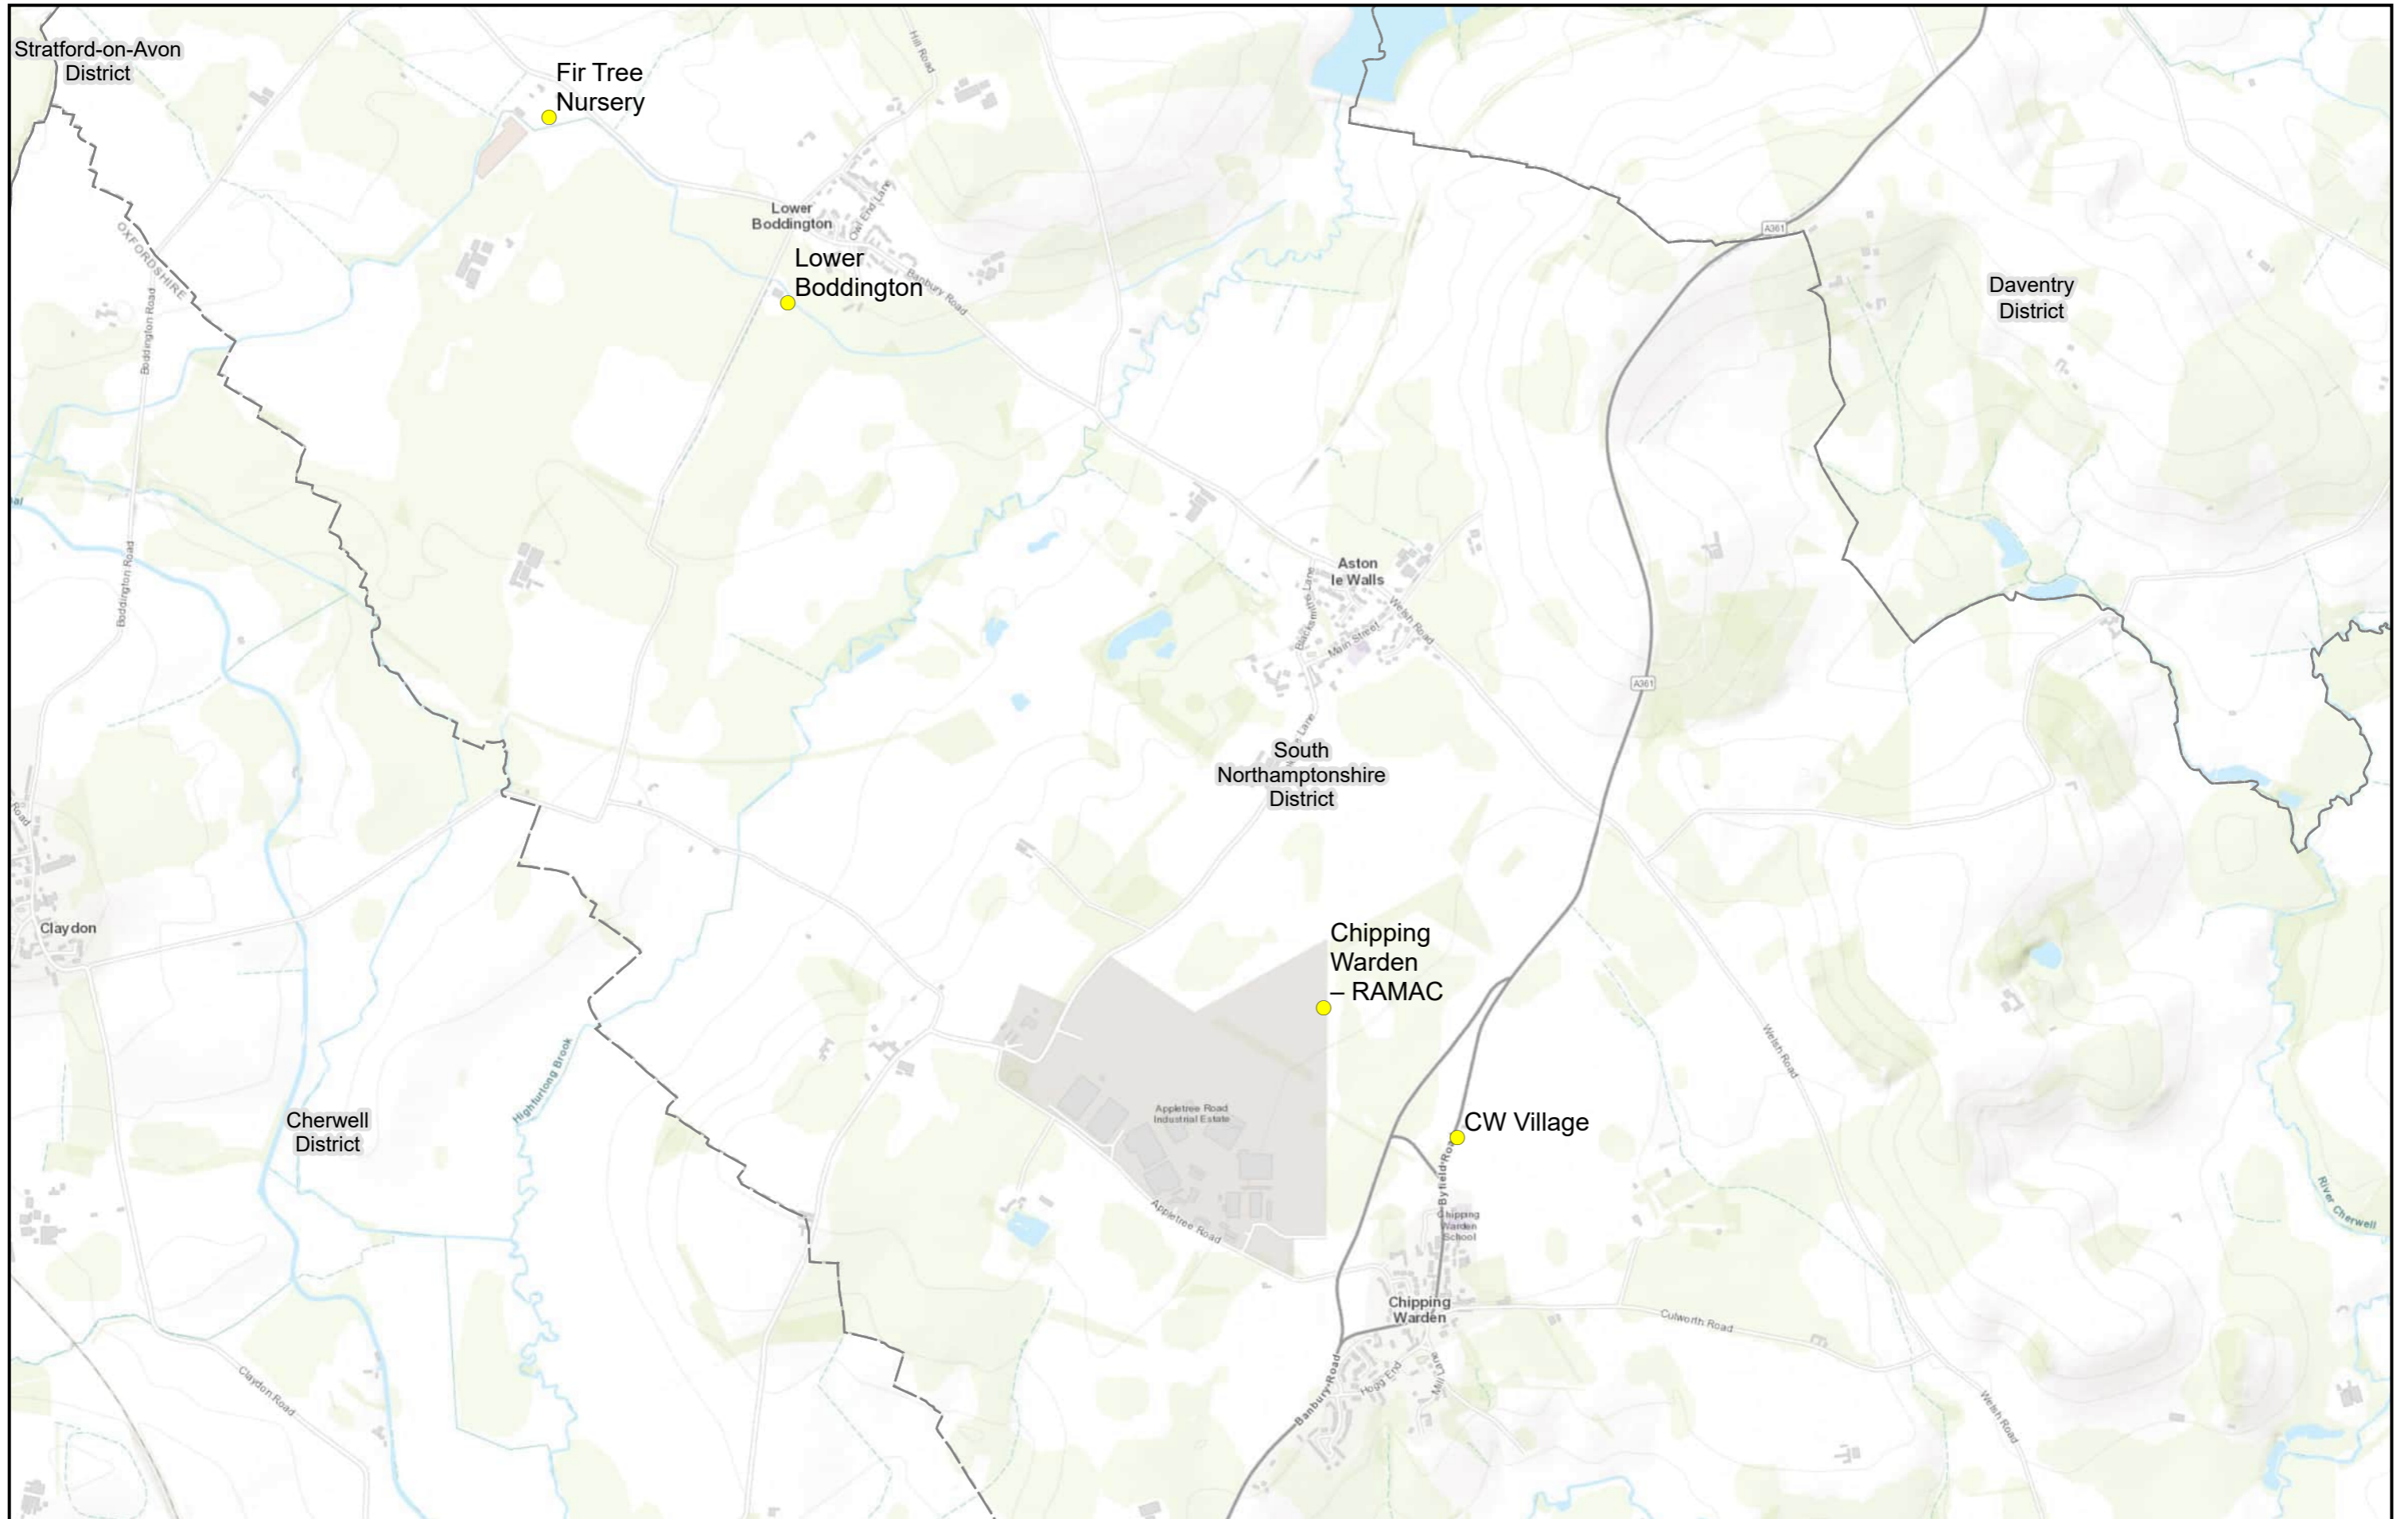 Stratford-on-Avon
District
Fir Tree
Nursery
Hill Road
Lower
Boddington
Owl End Lane
Lower
Boddington
Banbury Road
OXFORDSHIRE
Boddington Road
A361
Daventry
District
Boddington Road
Aston
le Walls
Blacksmiths Lane
Main Street
Welsh Road
A361
Lane
South
Northamptonshire
District
Road
Claydon
Chipping
Warden
– RAMAC
Highfurlong Brook
Welsh Road
Cherwell
District
Appletree Road
Industrial Estate
CW Village
Byfield Road
Appletree Road
Chipping
Warden
School
River Cherwell
Chipping
Warden
Culworth Road
Claydon Road
Banbury Road
Hogg End
Mill Lane
Welsh Road